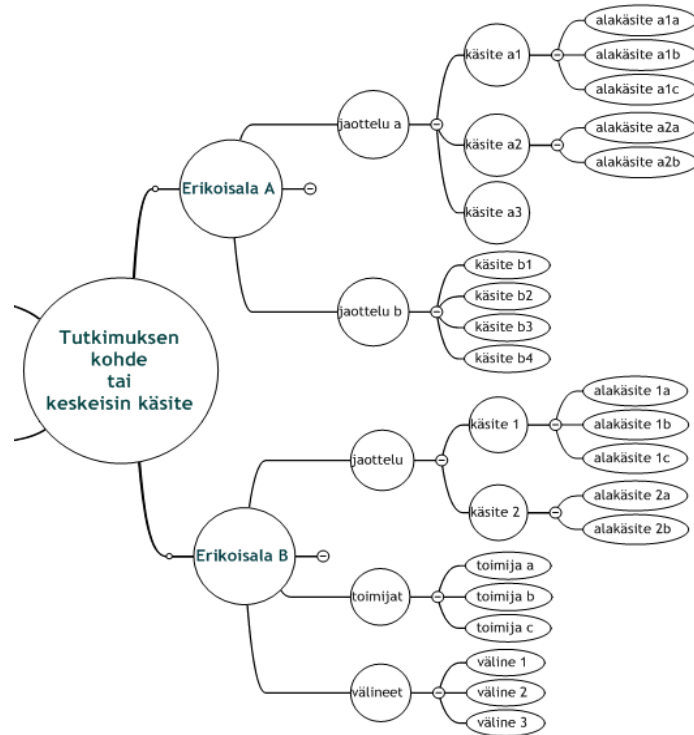 Tutkimuksen
kohde
tai
keskeisin käsite
Erikoisala A
jaottelu a
käsite a1
alakäsite a1a
alakäsite a1b
alakäsite a1c
käsite a2
alakäsite a2a
alakäsite a2b
käsite a3
jaottelu b
käsite b1
käsite b2
käsite b3
käsite b4
Erikoisala B
jaottelu
käsite 1
alakäsite 1a
alakäsite 1b
alakäsite 1c
käsite 2
alakäsite 2a
alakäsite 2b
toimijat
toimija a
toimija b
toimija c
välineet
väline 1
väline 2
väline 3